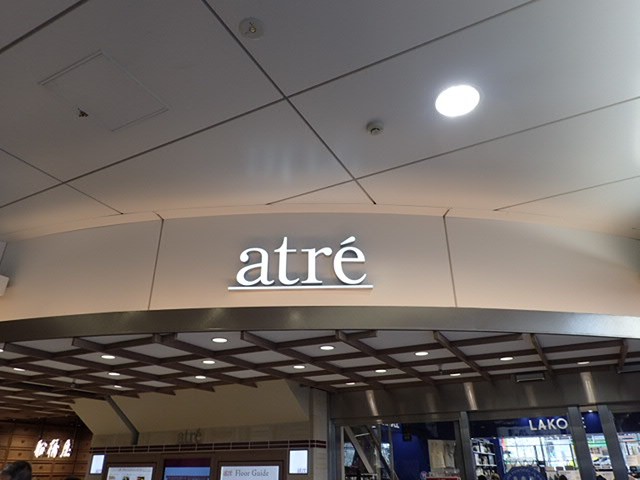 atré
LAKO
atré
Floor Guide